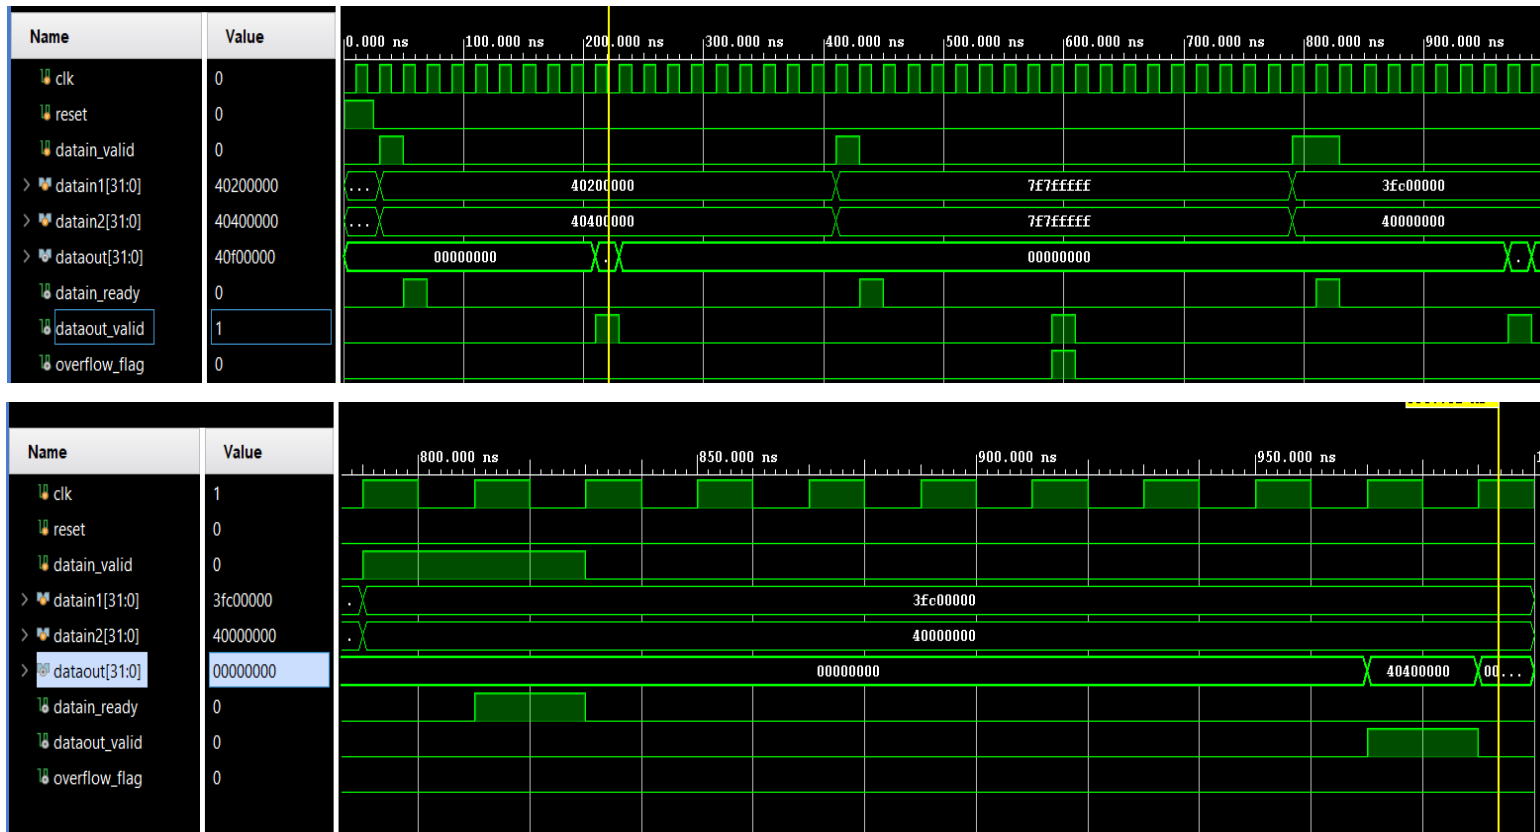 Name Value 0.000 ns 100.000 ns 200.000 ns 300.000 ns 400.000 ns 500.000 ns 600.000 ns 700.000 ns 800.000 ns 900.000 ns
clk 0
reset 0
datain_valid 0
datain1[31:0] 40200000 ... 40200000 7f7fffff 3fc00000
datain2[31:0] 40400000 ... 40400000 7f7fffff 40000000
dataout[31:0] 40f00000 00000000 . 00000000 .
datain_ready 0
dataout_valid 1
overflow_flag 0
Name Value 800.000 ns 850.000 ns 900.000 ns 950.000 ns
clk 1
reset 0
datain_valid 0
datain1[31:0] 3fc00000 . 3fc00000
datain2[31:0] 40000000 . 40000000
dataout[31:0] 00000000 00000000 40400000 00...
datain_ready 0
dataout_valid 0
overflow_flag 0